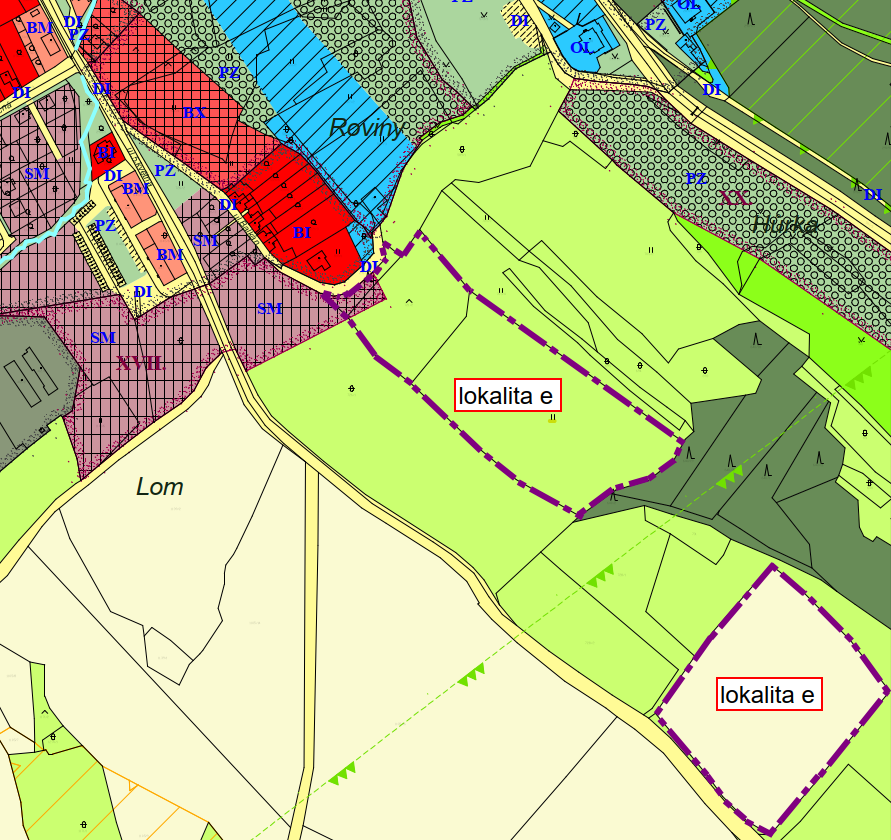 BM
DI
PZ
PZ
DI
OL
OL
PZ
DI
PZ
DI
BX
Roviny
SM
BI
DI
PZ
BM
PZ
XX.
DI
DI
Hůrka
PZ
SM
BI
BM
DI
DI
SM
SM
XVII.
lokalita e
Lom
lokalita e